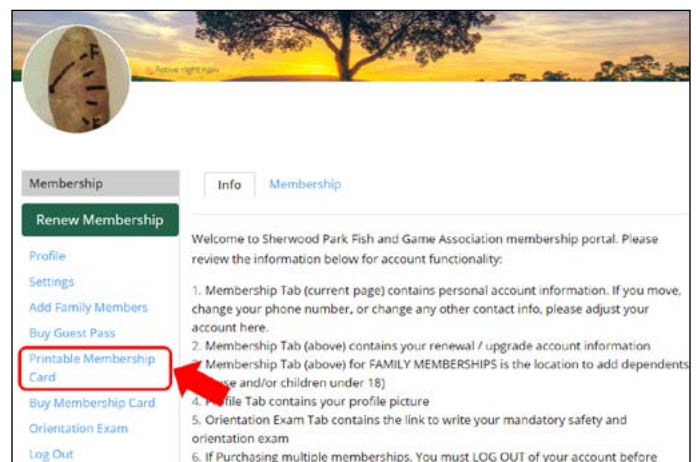 Active right now
Membership
Renew Membership
Profile
Settings
Add Family Members
Buy Guest Pass
Printable Membership
Card
Buy Membership Card
Orientation Exam
Log Out
Info Membership
Welcome to Sherwood Park Fish and Game Association membership portal. Please
review the information below for account functionality:
1. Membership Tab (current page) contains personal account information. If you move,
change your phone number, or change any other contact info, please adjust your
account here.
2. Membership Tab (above) contains your renewal / upgrade account information
Membership Tab (above) for FAMILY MEMBERSHIPS is the location to add dependents
and/or children under 18)
4. Tab contains your profile picture
5. Orientation Exam Tab contains the link to write your mandatory safety and
orientation exam
6. If Purchasing multiple memberships. You must LOG OUT of your account before